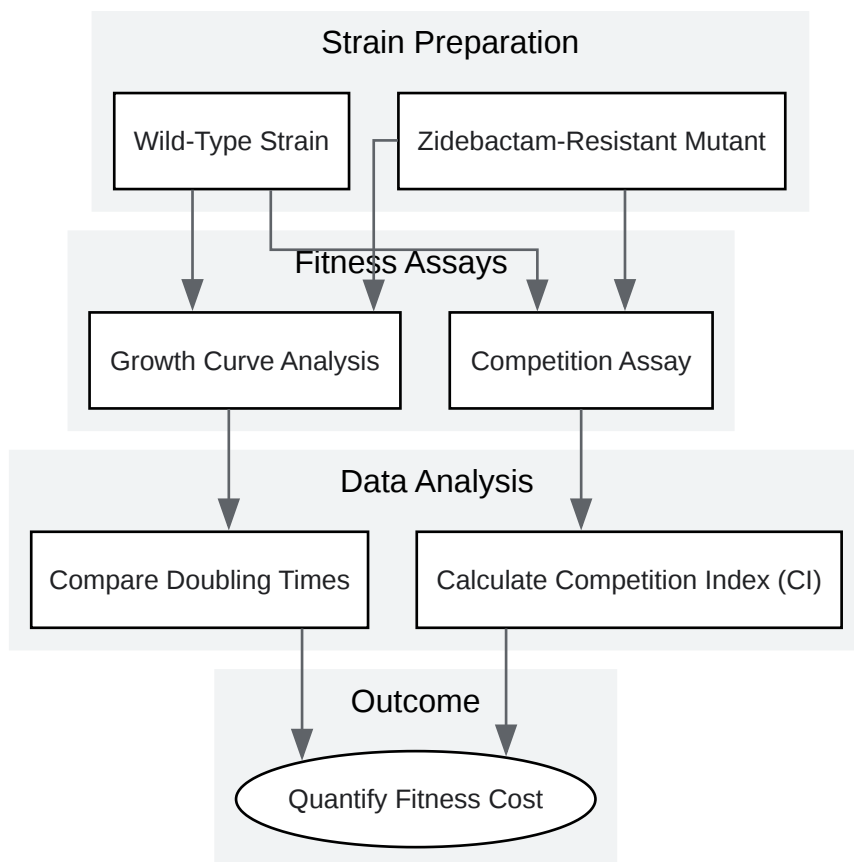 Strain Preparation
Wild-Type Strain
Zidebactam-Resistant Mutant
Fitness Assays
Growth Curve Analysis
Competition Assay
Data Analysis
Compare Doubling Times
Calculate Competition Index (CI)
Outcome
Quantify Fitness Cost